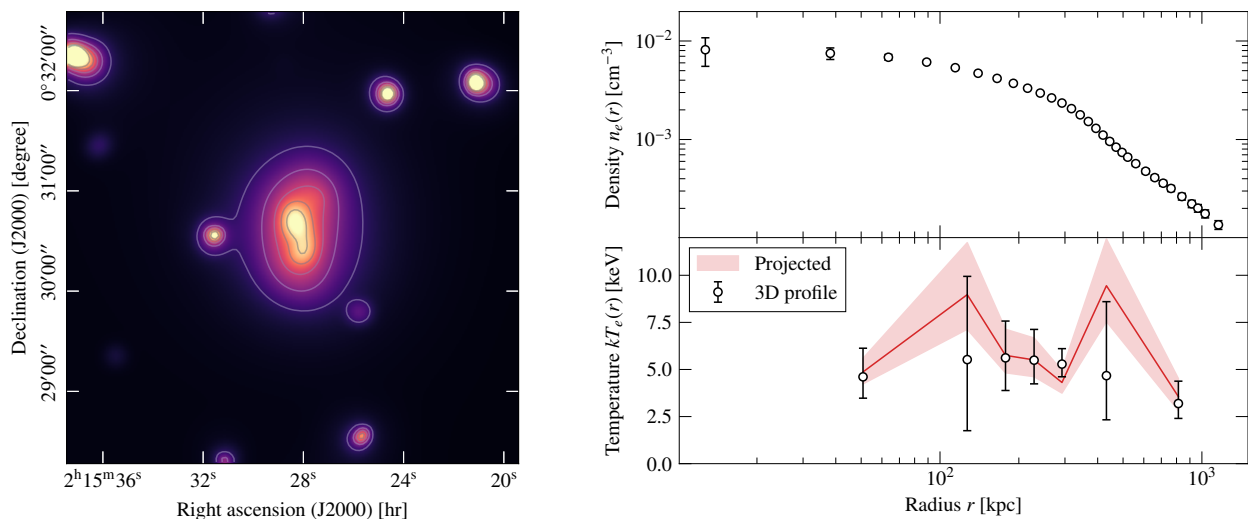 0°32′00″
31′00″
30′00″
29′00″
Declination (J2000) [degree]
2ʰ15ᵐ36ˢ 32ˢ 28ˢ 24ˢ 20ˢ
Right ascension (J2000) [hr]
10⁻²
10⁻³
Density nₑ(r) [cm⁻³]
10.0
7.5
5.0
2.5
0.0
Temperature kTₑ(r) [keV]
Projected
3D profile
10² 10³
Radius r [kpc]